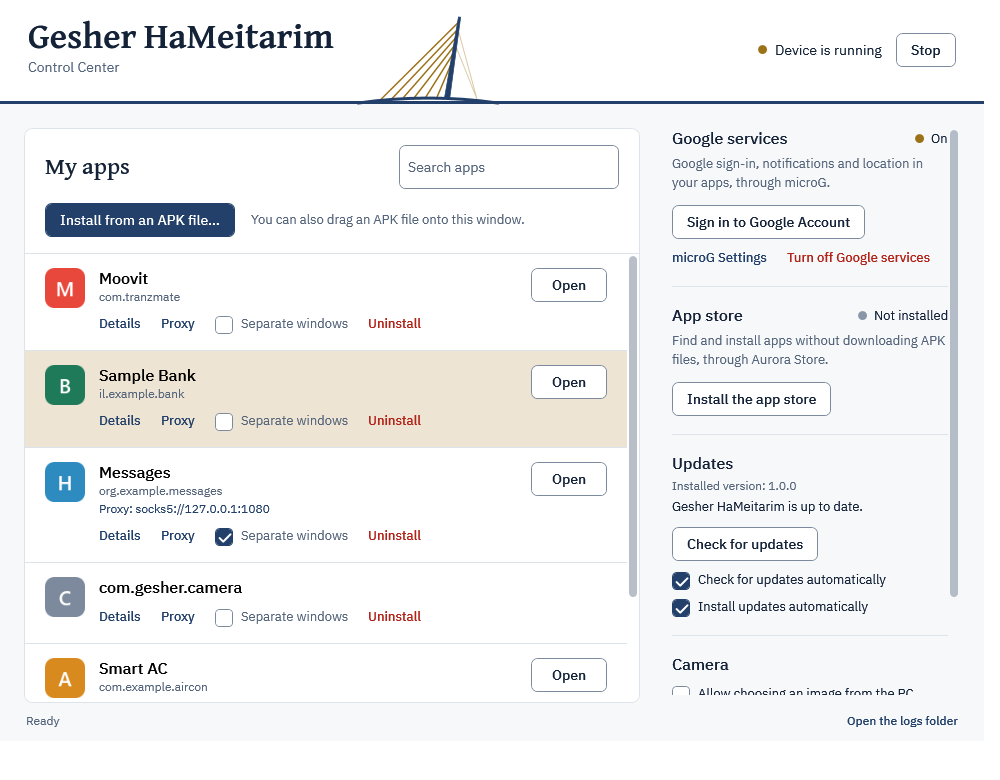 Gesher HaMeitarim
Control Center
Device is running
Stop
My apps
Search apps
Install from an APK file...
You can also drag an APK file onto this window.
M
Moovit
com.tranzmate
Open
Details
Proxy
Separate windows
Uninstall
B
Sample Bank
il.example.bank
Open
Details
Proxy
Separate windows
Uninstall
H
Messages
org.example.messages
Proxy: socks5://127.0.0.1:1080
Open
Details
Proxy
Separate windows
Uninstall
C
com.gesher.camera
Details
Proxy
Separate windows
Uninstall
A
Smart AC
com.example.aircon
Open
Google services
On
Google sign-in, notifications and location in
your apps, through microG.
Sign in to Google Account
microG Settings
Turn off Google services
App store
Not installed
Find and install apps without downloading APK
files, through Aurora Store.
Install the app store
Updates
Installed version: 1.0.0
Gesher HaMeitarim is up to date.
Check for updates
Check for updates automatically
Install updates automatically
Camera
Allow choosing an image from the PC
Ready
Open the logs folder